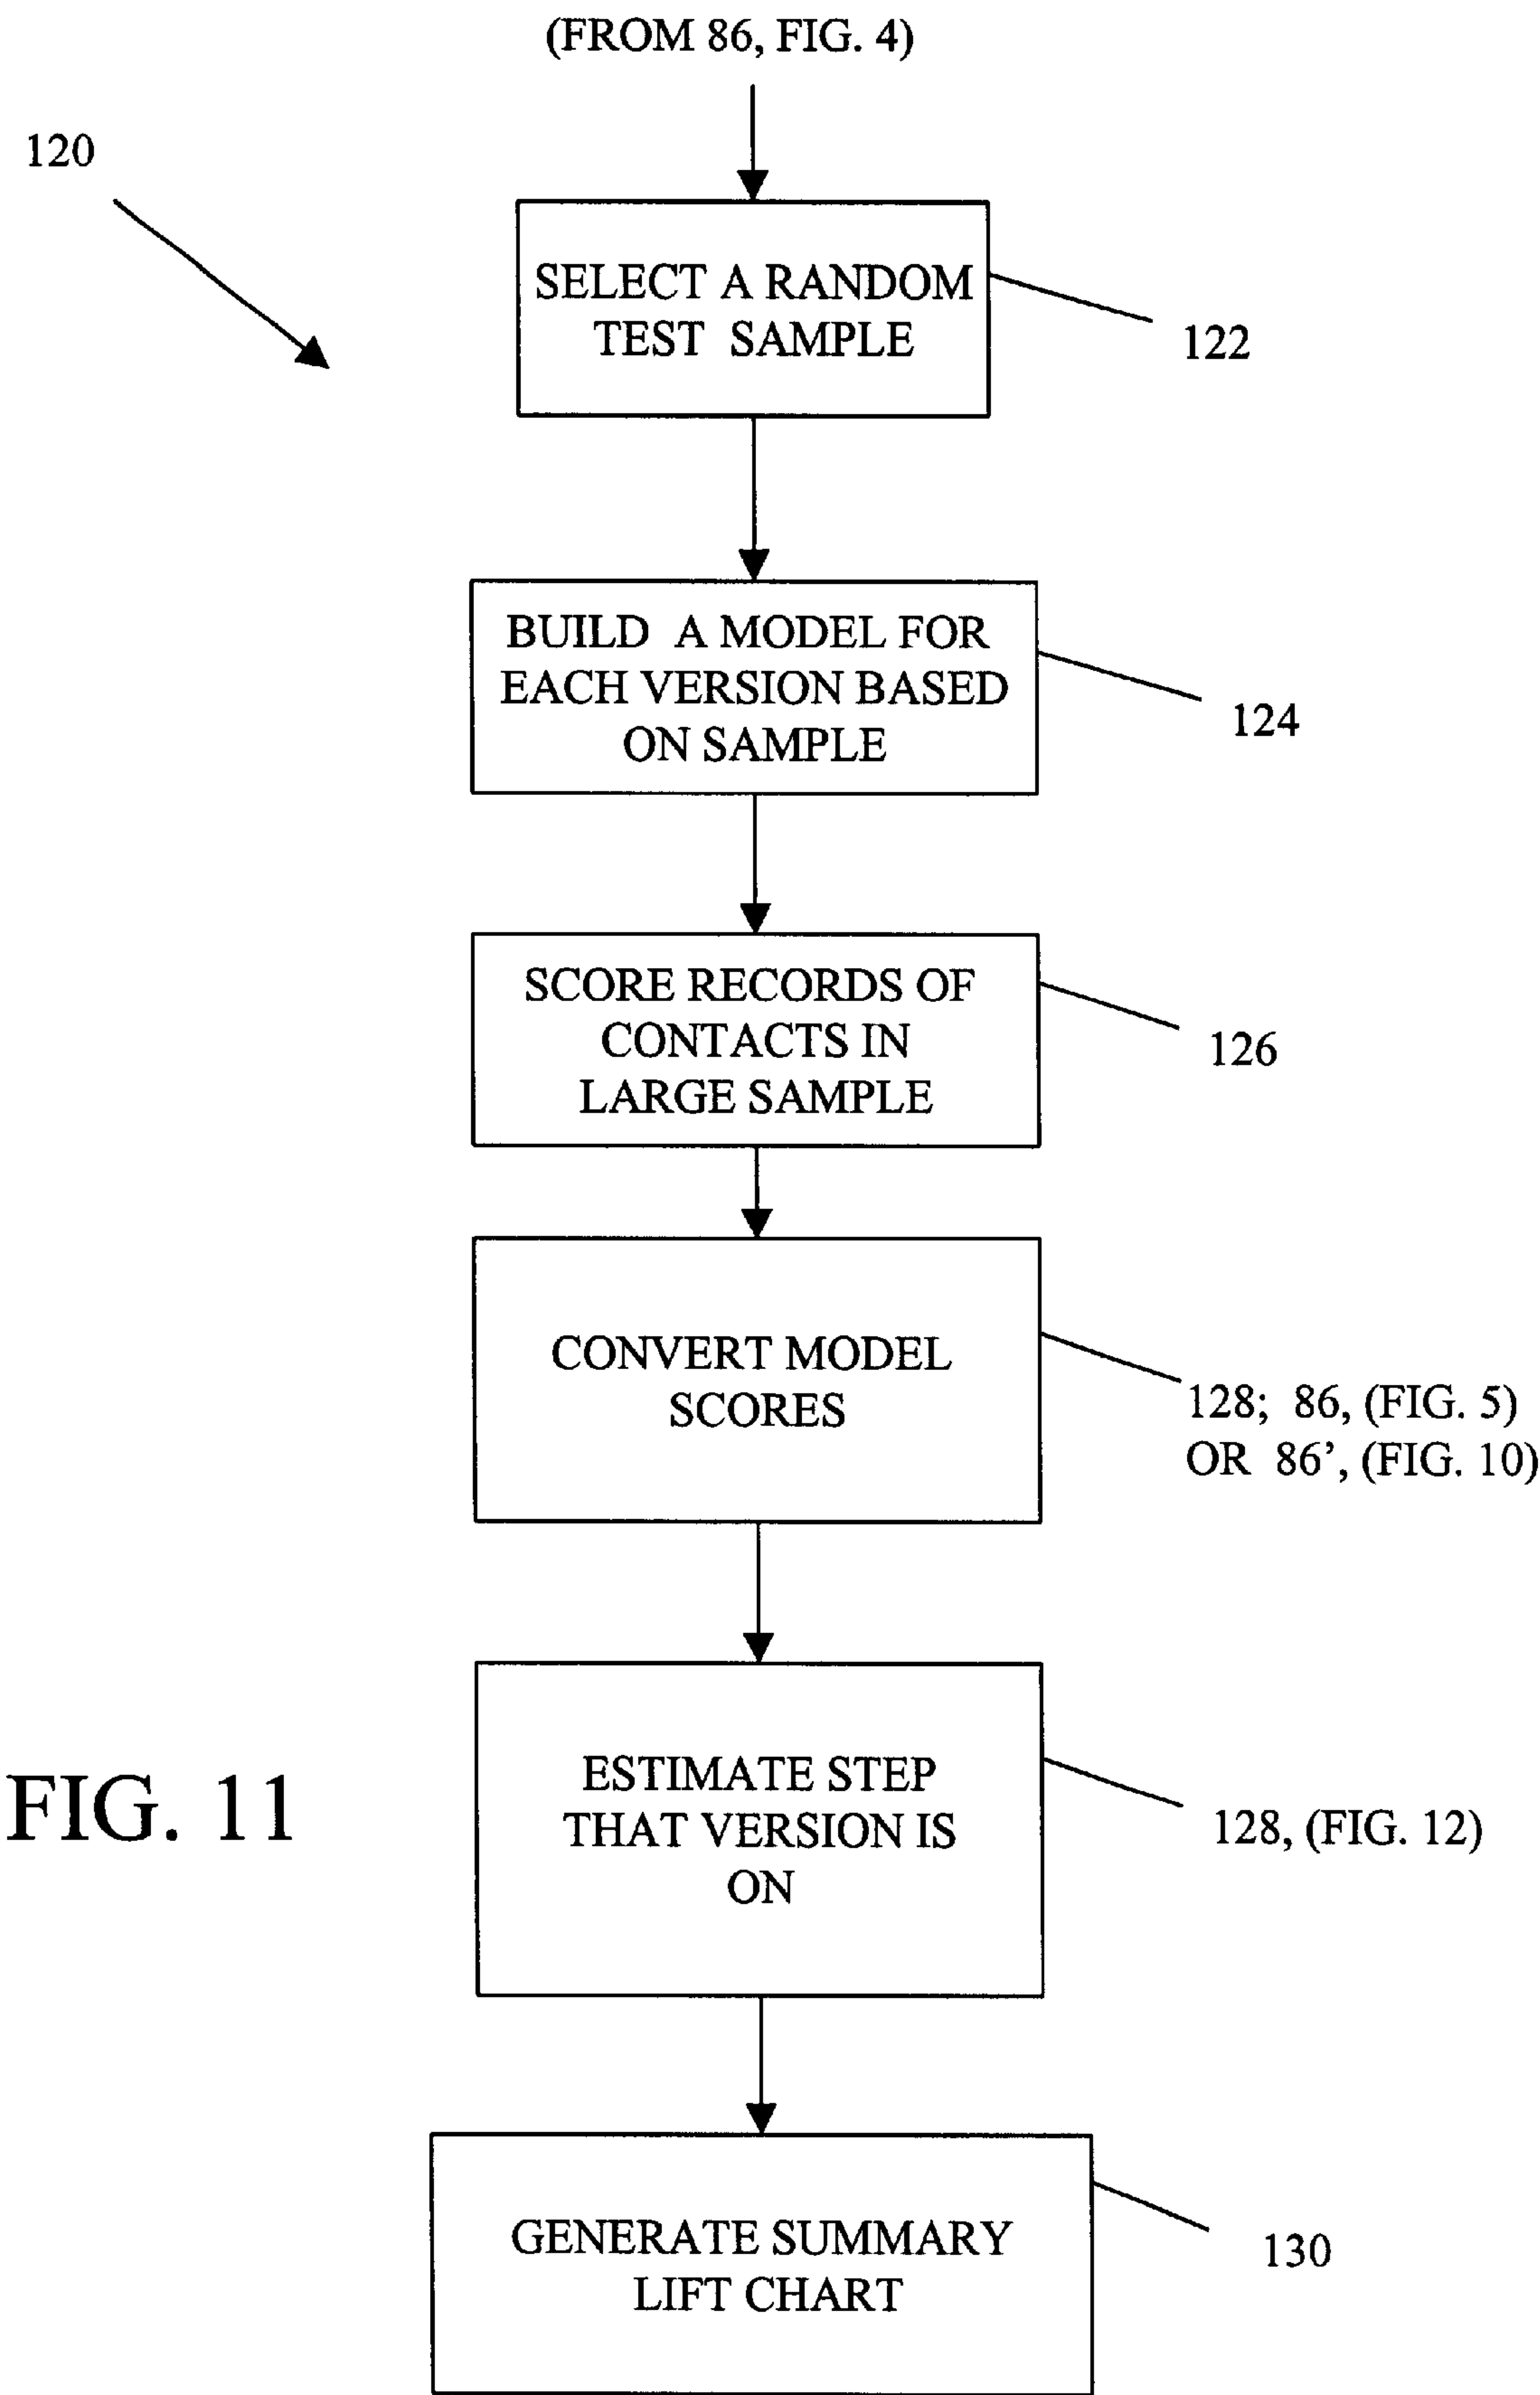 (FROM 86, FIG. 4)
120
SELECT A RANDOM
TEST SAMPLE
122
BUILD A MODEL FOR
EACH VERSION BASED
ON SAMPLE
124
SCORE RECORDS OF
CONTACTS IN
LARGE SAMPLE
126
CONVERT MODEL
SCORES
128; 86, (FIG. 5)
OR 86’, (FIG. 10)
ESTIMATE STEP
THAT VERSION IS
ON
128, (FIG. 12)
FIG. 11
GENERATE SUMMARY
LIFT CHART
130